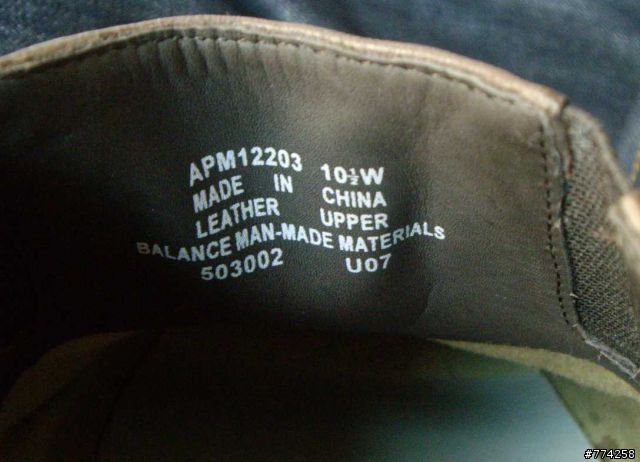 APM12203 10½W
MADE IN CHINA
LEATHER UPPER
BALANCE MAN-MADE MATERIALS
503002 U07
#774258